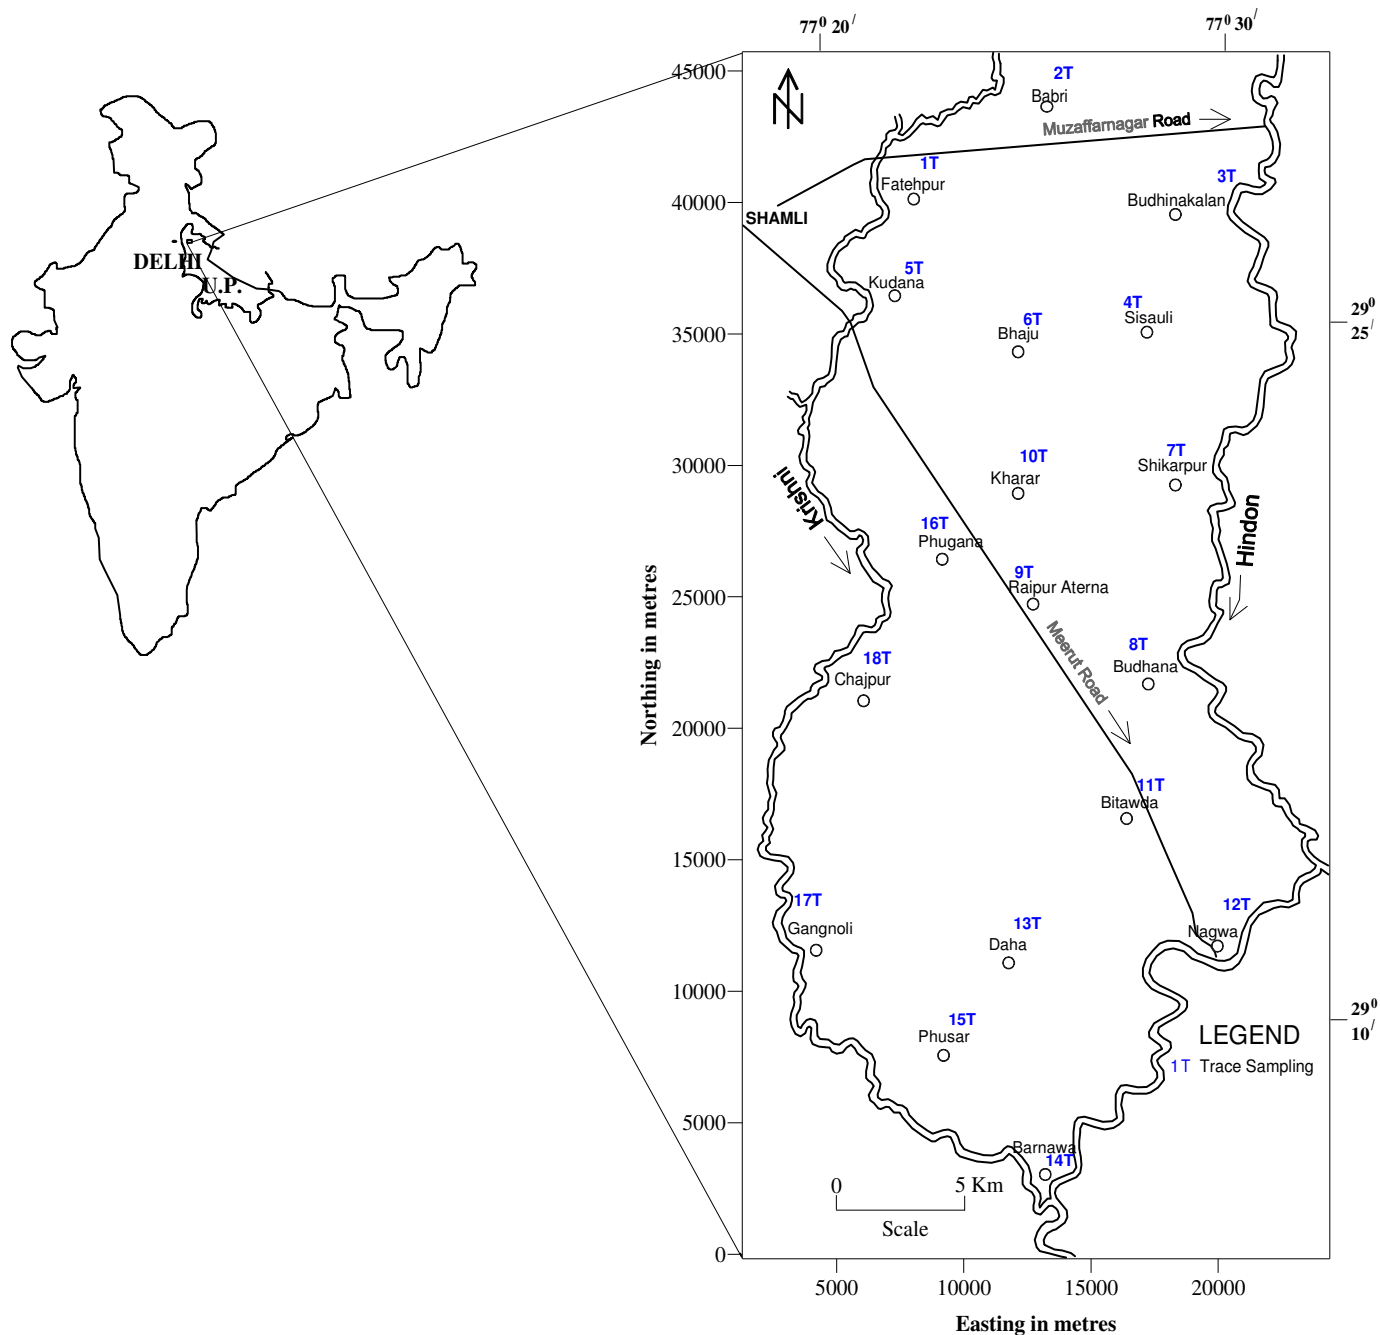 77⁰ 20/
77⁰ 30/
45000
N
2T
Babri
Muzaffarnagar Road
1T
Fatehpur
3T
Budhinakalan
40000
SHAMLI
DELHI
U.P.
5T
Kudana
4T
Sisauli
6T
Bhaju
29⁰
25/
35000
10T
Kharar
7T
Shikarpur
30000
Krishni
Hindon
16T
Phugana
9T
Raipur Aterna
25000
Northing in metres
Meerut Road
8T
Budhana
18T
Chajpur
20000
11T
Bitawda
15000
17T
Gangnoli
13T
Daha
12T
Nagwa
10000
29⁰
10/
15T
Phusar
LEGEND
1T Trace Sampling
5000
Barnawa
14T
0 5 Km
Scale
0
5000 10000 15000 20000
Easting in metres